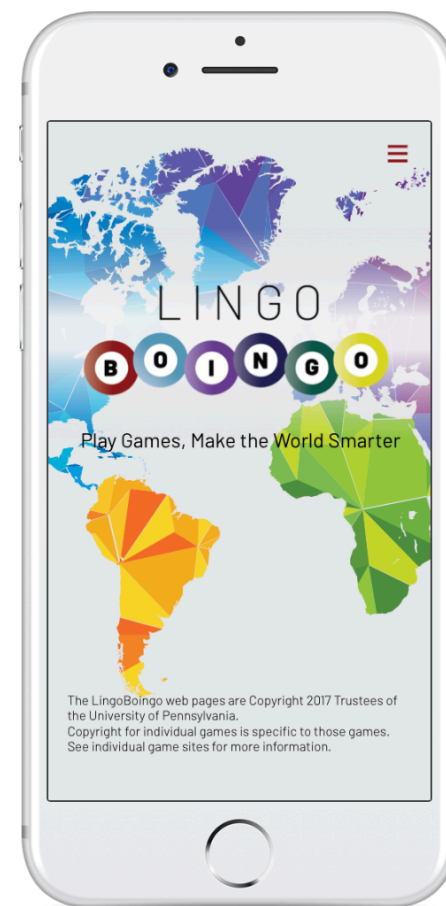 LINGO
BOINGO
Play Games, Make the World Smarter
The LingoBoingo web pages are Copyright 2017 Trustees of
the University of Pennsylvania.
Copyright for individual games is specific to those games.
See individual game sites for more information.